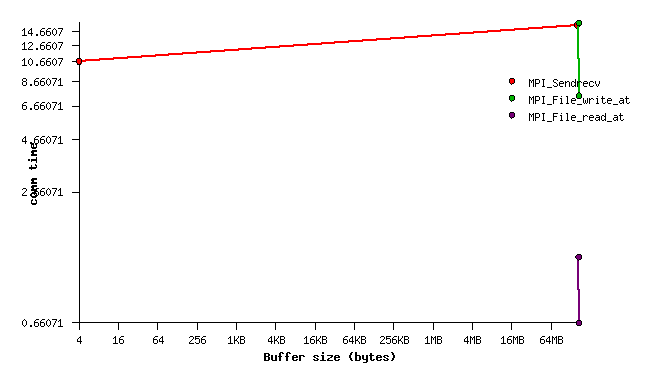 14.6607
12.6607
10.6607
8.66071
6.66071
4.66071
2.66071
0.66071
comm time
MPI_Sendrecv
MPI_File_write_at
MPI_File_read_at
4 16 64 256 1KB 4KB 16KB 64KB 256KB 1MB 4MB 16MB 64MB
Buffer size (bytes)